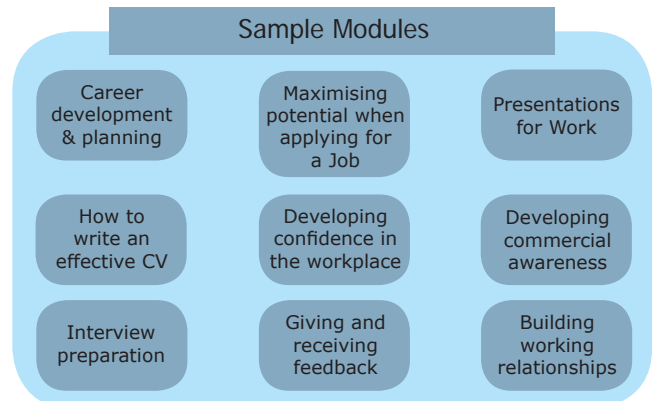 Sample Modules
Career
development
& planning
Maximising
potential when
applying for
a Job
Presentations
for Work
How to
write an
effective CV
Developing
confidence in
the workplace
Developing
commercial
awareness
Interview
preparation
Giving and
receiving
feedback
Building
working
relationships